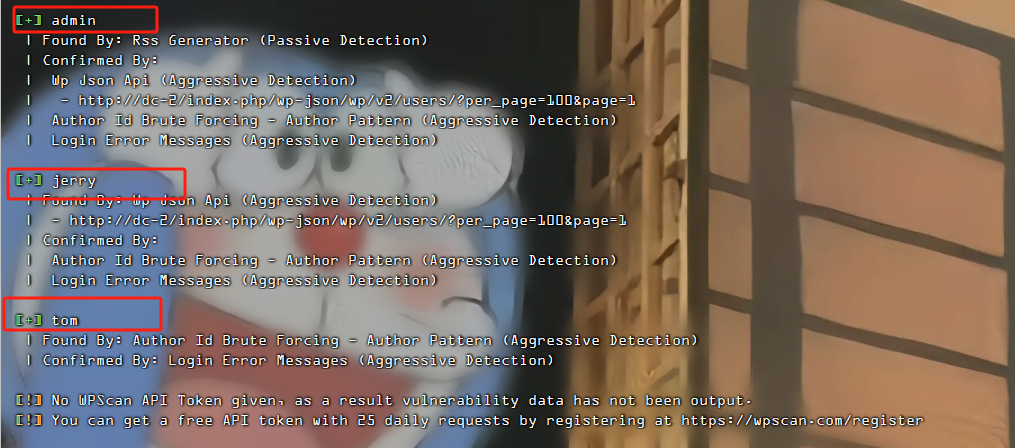 [+] admin
| Found By: Rss Generator (Passive Detection)
| Confirmed By:
|  Wp Json Api (Aggressive Detection)
|   - http://dc-2/index.php/wp-json/wp/v2/users/?per_page=100&page=1
|  Author Id Brute Forcing - Author Pattern (Aggressive Detection)
|  Login Error Messages (Aggressive Detection)
[+] jerry
| Found By: Wp Json Api (Aggressive Detection)
|  - http://dc-2/index.php/wp-json/wp/v2/users/?per_page=100&page=1
| Confirmed By:
|  Author Id Brute Forcing - Author Pattern (Aggressive Detection)
|  Login Error Messages (Aggressive Detection)
[+] tom
| Found By: Author Id Brute Forcing - Author Pattern (Aggressive Detection)
| Confirmed By: Login Error Messages (Aggressive Detection)
[!] No WPScan API Token given, as a result vulnerability data has not been output.
[!] You can get a free API token with 25 daily requests by registering at https://wpscan.com/register